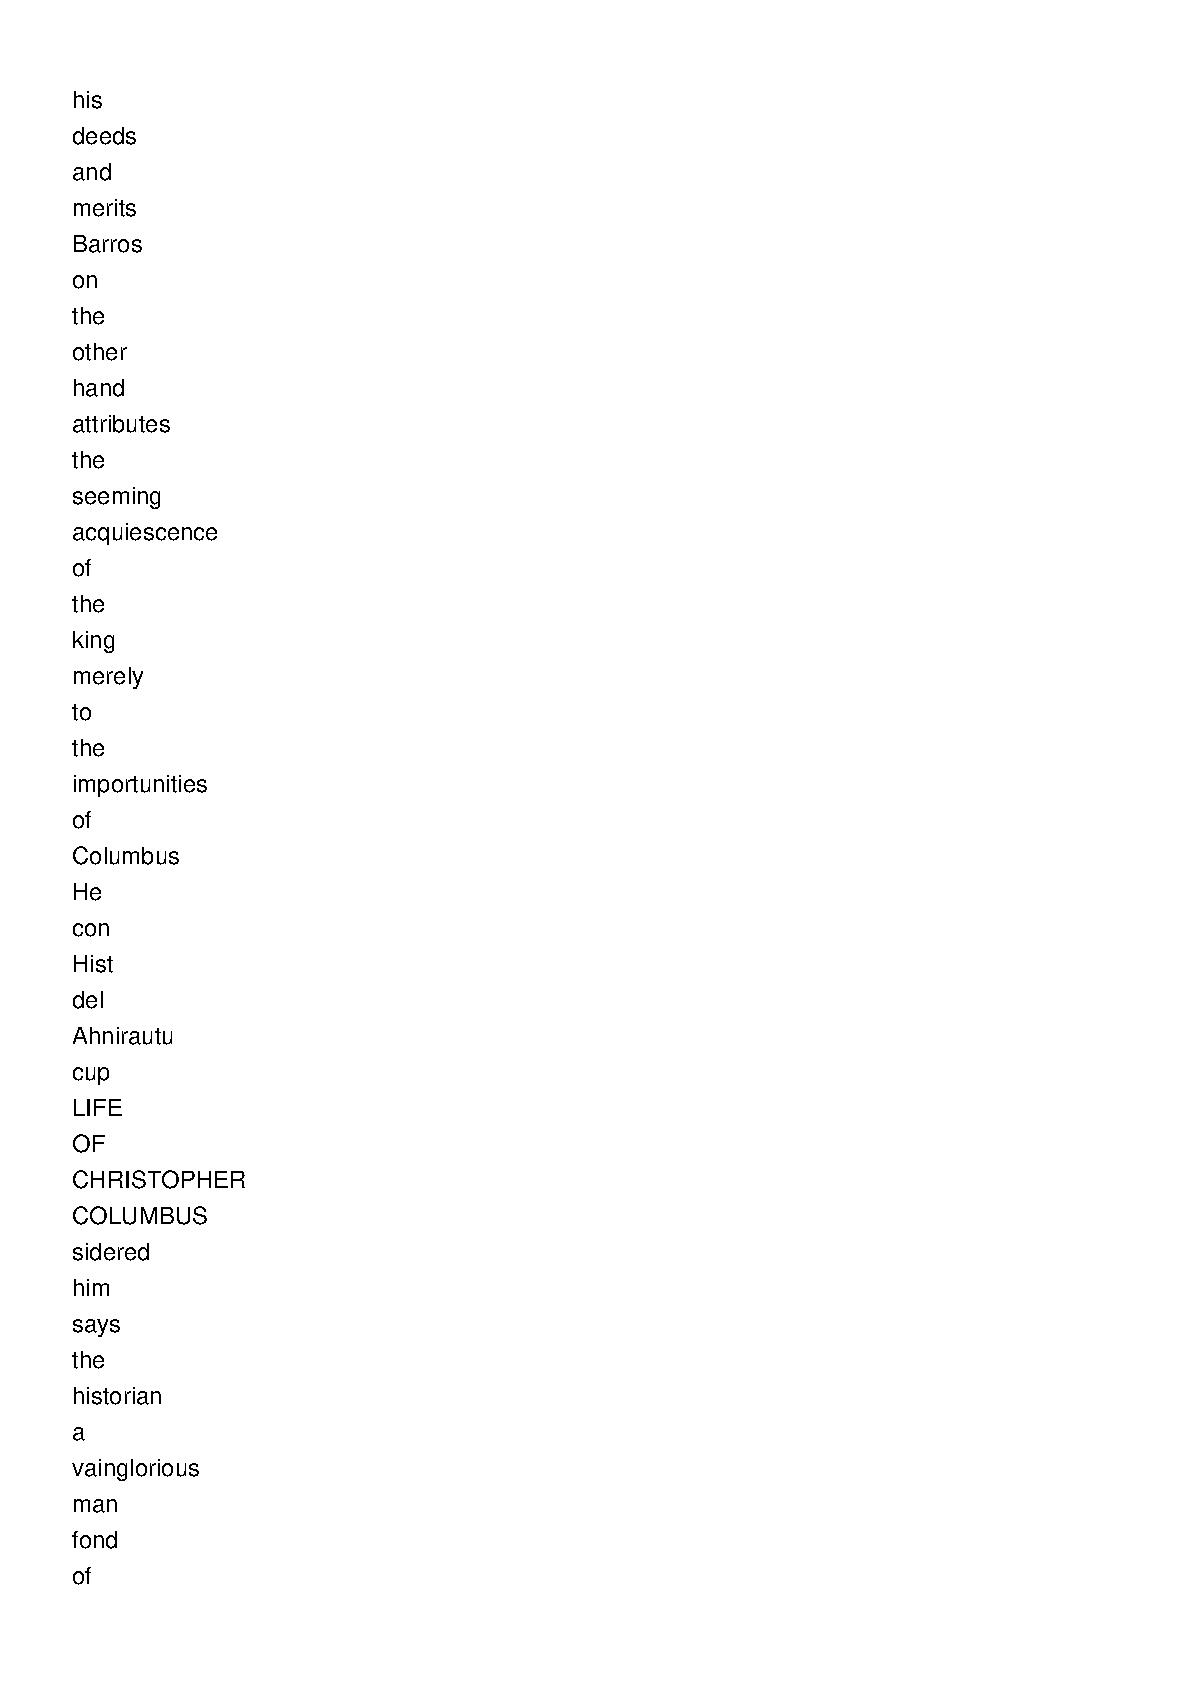 his
deeds
and
merits
Barros
on
the
other
hand
attributes
the
seeming
acquiescence
of
the
king
merely
to
the
importunities
of
Columbus
He
con
Hist
del
Ahnirautu
cup
LIFE
OF
CHRISTOPHER
COLUMBUS
sidered
him
says
the
historian
a
vainglorious
man
fond
of